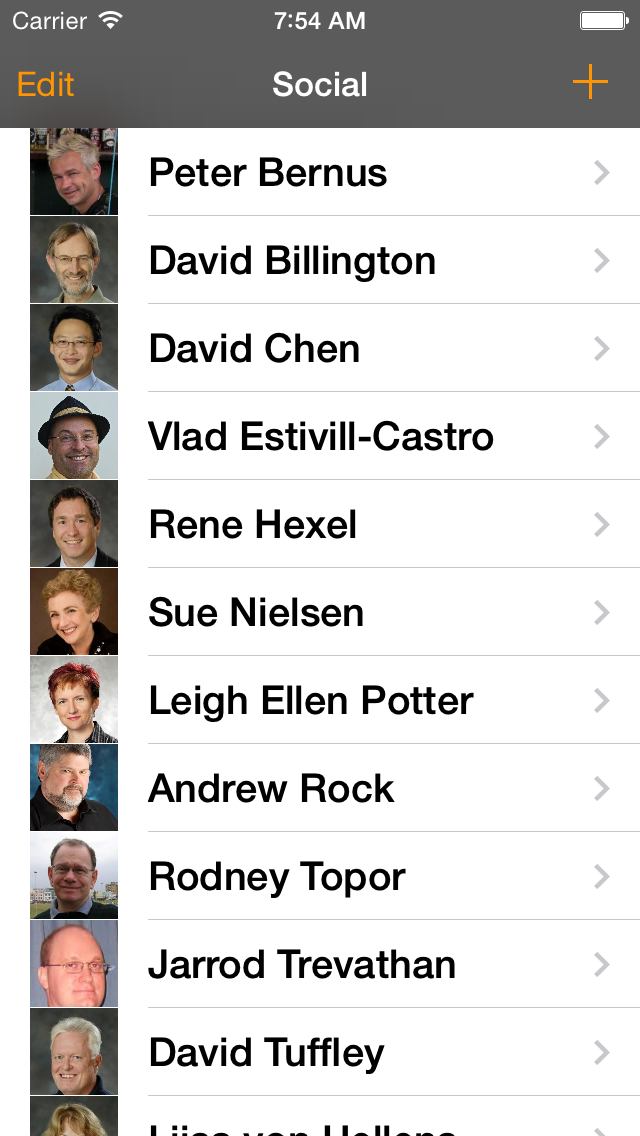 Carrier 7:54 AM
Edit Social +
Peter Bernus
David Billington
David Chen
Vlad Estivill-Castro
Rene Hexel
Sue Nielsen
Leigh Ellen Potter
Andrew Rock
Rodney Topor
Jarrod Trevathan
David Tuffley